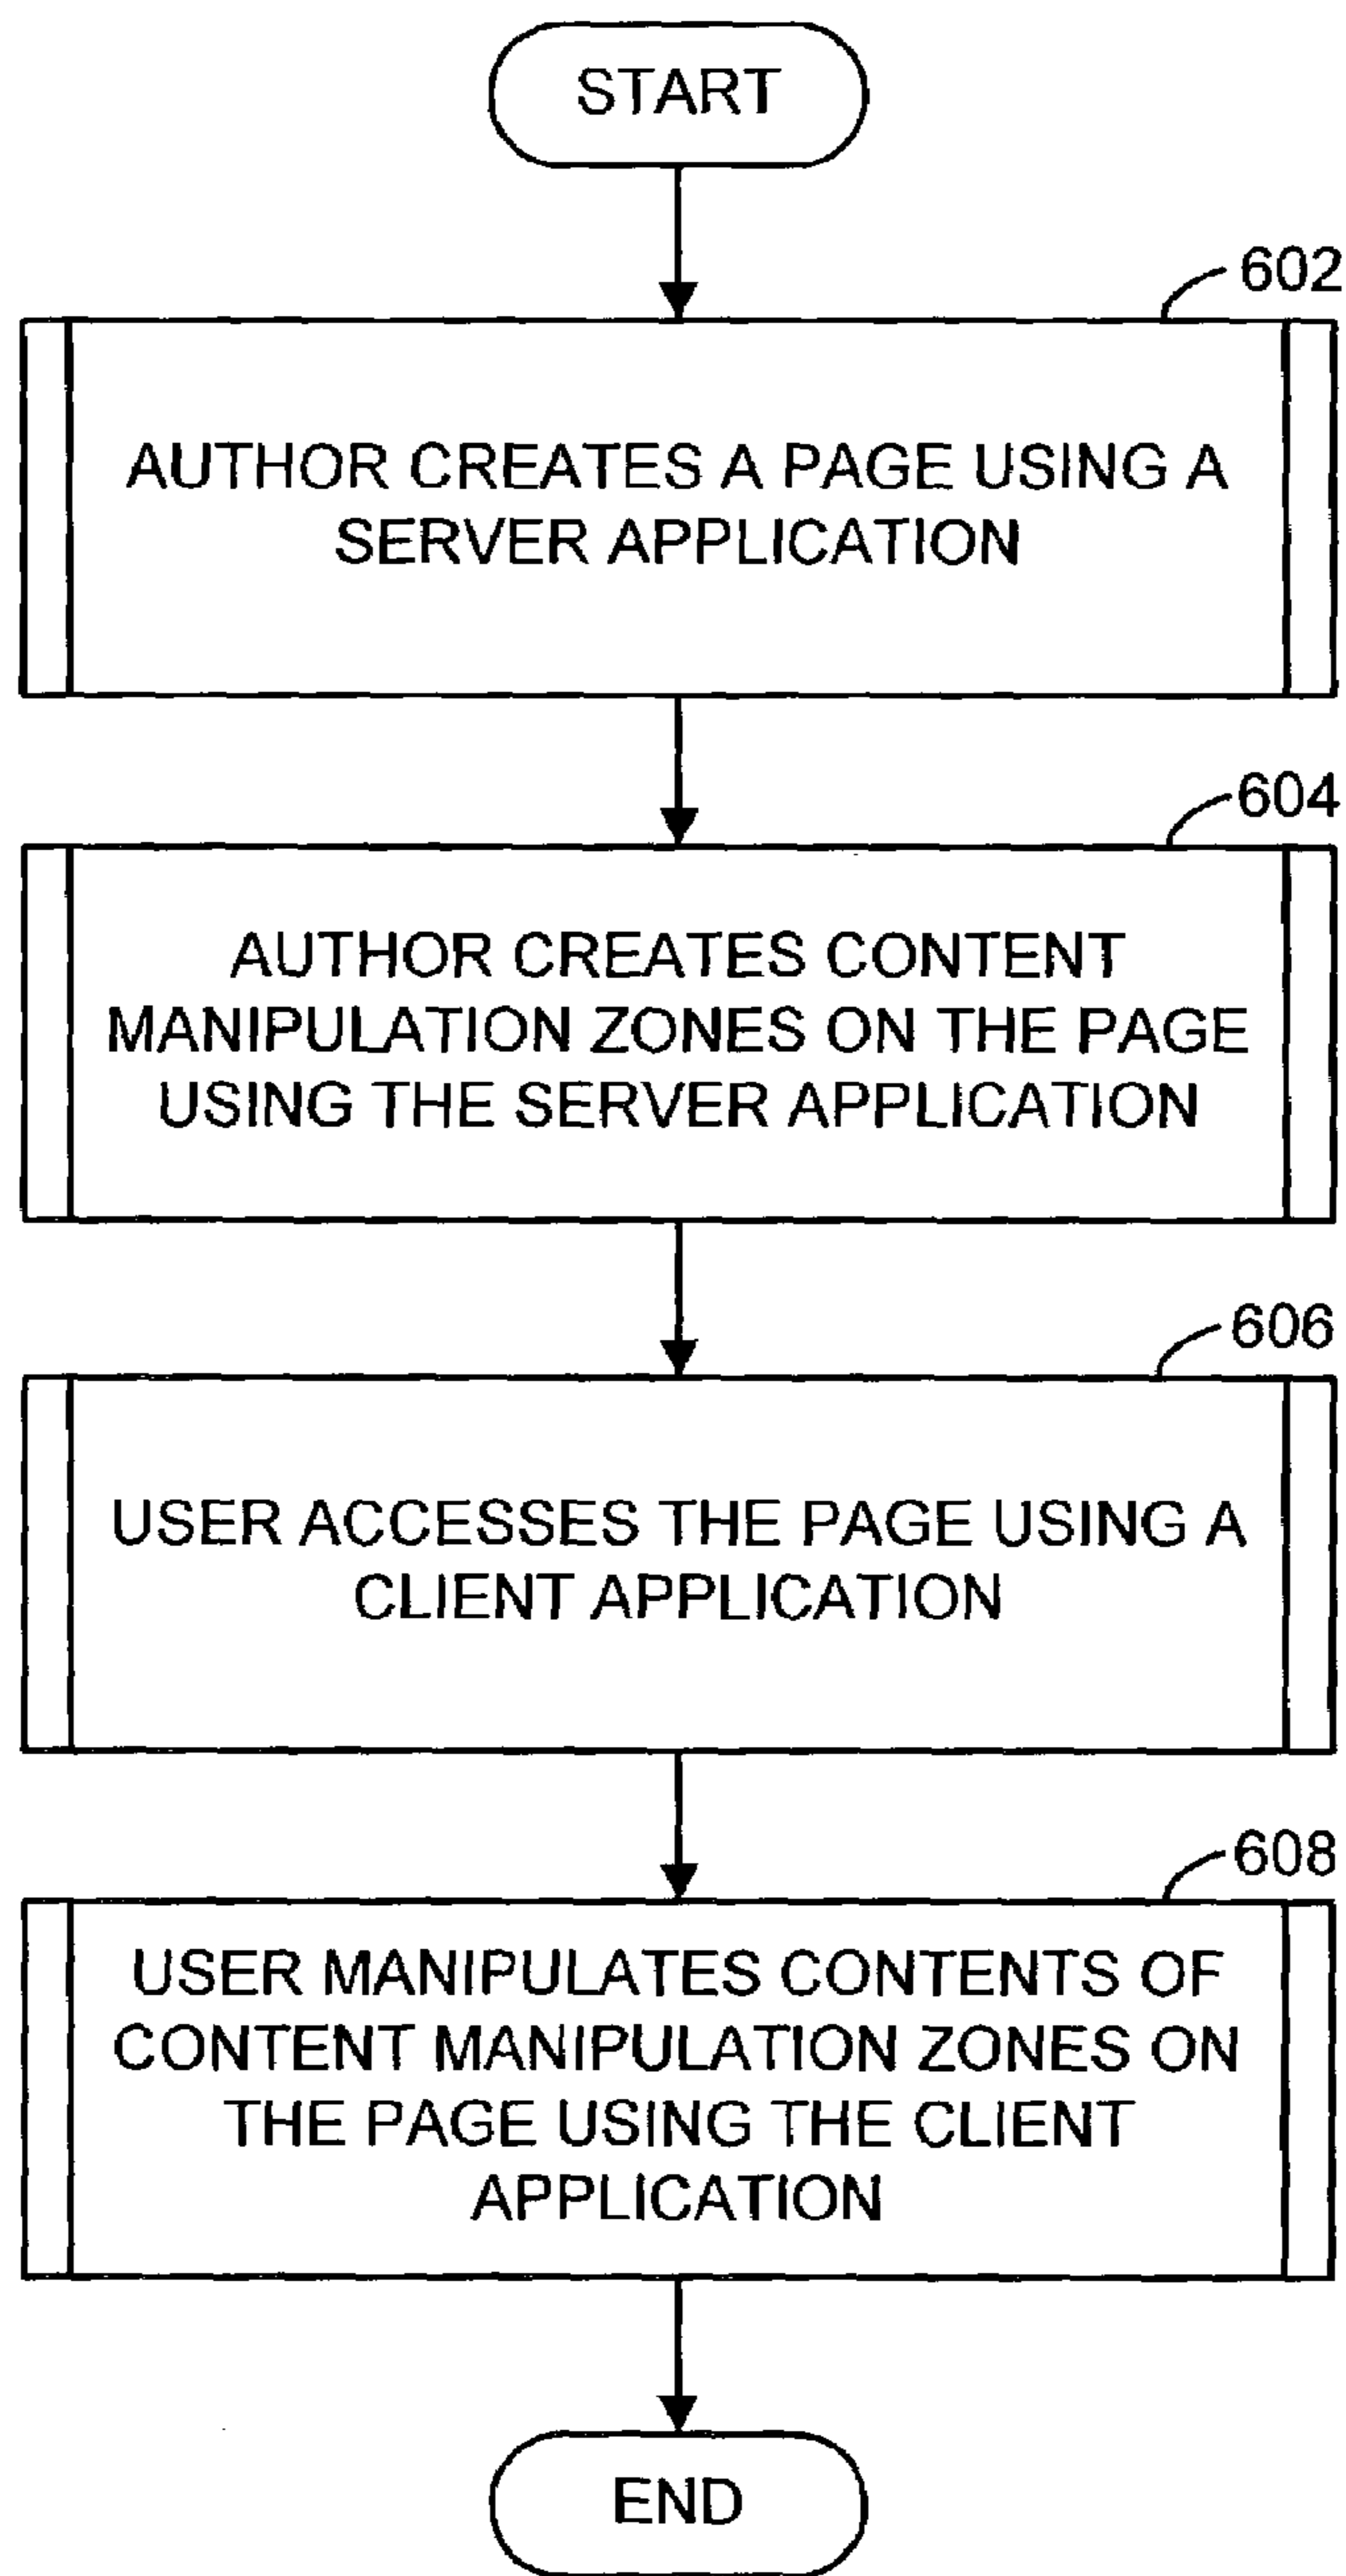 START
602
AUTHOR CREATES A PAGE USING A
SERVER APPLICATION
604
AUTHOR CREATES CONTENT
MANIPULATION ZONES ON THE PAGE
USING THE SERVER APPLICATION
606
USER ACCESSES THE PAGE USING A
CLIENT APPLICATION
608
USER MANIPULATES CONTENTS OF
CONTENT MANIPULATION ZONES ON
THE PAGE USING THE CLIENT
APPLICATION
END